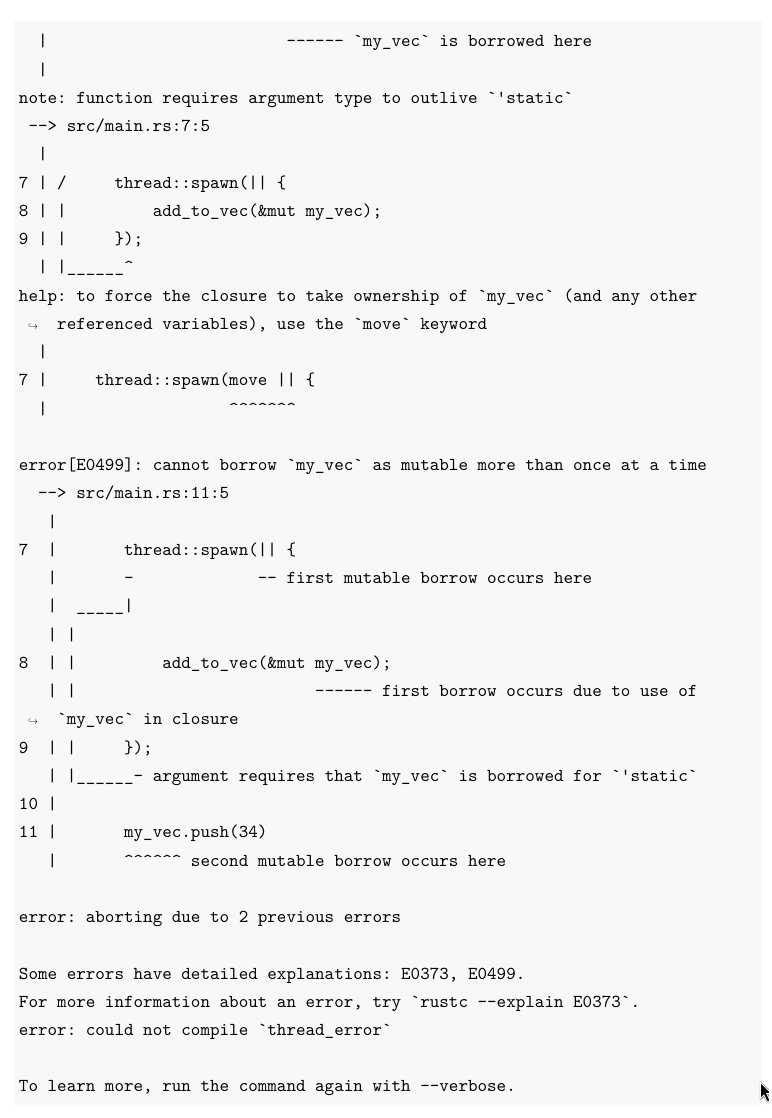 |                         ------ `my_vec` is borrowed here
  |
note: function requires argument type to outlive `'static`
 --> src/main.rs:7:5
  |
7 | /     thread::spawn(|| {
8 | |         add_to_vec(&mut my_vec);
9 | |     });
  | |______^
help: to force the closure to take ownership of `my_vec` (and any other
 ↪  referenced variables), use the `move` keyword
  |
7 |     thread::spawn(move || {
  |                   ^^^^^^^

error[E0499]: cannot borrow `my_vec` as mutable more than once at a time
  --> src/main.rs:11:5
   |
7  |       thread::spawn(|| {
   |       -             -- first mutable borrow occurs here
   |  _____|
   | |
8  | |         add_to_vec(&mut my_vec);
   | |                         ------ first borrow occurs due to use of
 ↪  `my_vec` in closure
9  | |     });
   | |______- argument requires that `my_vec` is borrowed for `'static`
10 |
11 |       my_vec.push(34)
   |       ^^^^^^ second mutable borrow occurs here

error: aborting due to 2 previous errors

Some errors have detailed explanations: E0373, E0499.
For more information about an error, try `rustc --explain E0373`.
error: could not compile `thread_error`

To learn more, run the command again with --verbose.